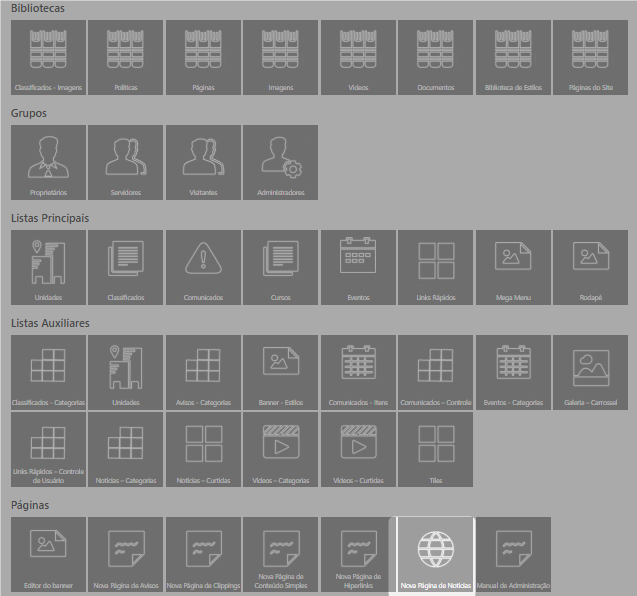 Bibliotecas
Classificados - Imagens
Políticas
Páginas
Imagens
Vídeos
Documentos
Biblioteca de Estilos
Páginas do Site
Grupos
Proprietários
Servidores
Visitantes
Administradores
Listas Principais
Unidades
Classificados
Comunicados
Cursos
Eventos
Links Rápidos
Mega Menu
Rodapé
Listas Auxiliares
Classificados - Categorias
Unidades
Avisos - Categorias
Banner - Estilos
Comunicados - Itens
Comunicados – Controle
Eventos - Categorias
Galeria – Carrossel
Links Rápidos – Controle
de Usuário
Notícias – Categorias
Notícias – Curtidas
Vídeos – Categorias
Vídeos – Curtidas
Tiles
Páginas
Editor do banner
Nova Página de Avisos
Nova Página de Clippings
Nova Página de
Conteúdo Simples
Nova Página de
Hiperlinks
Nova Página de Notícias
Manual de Administração